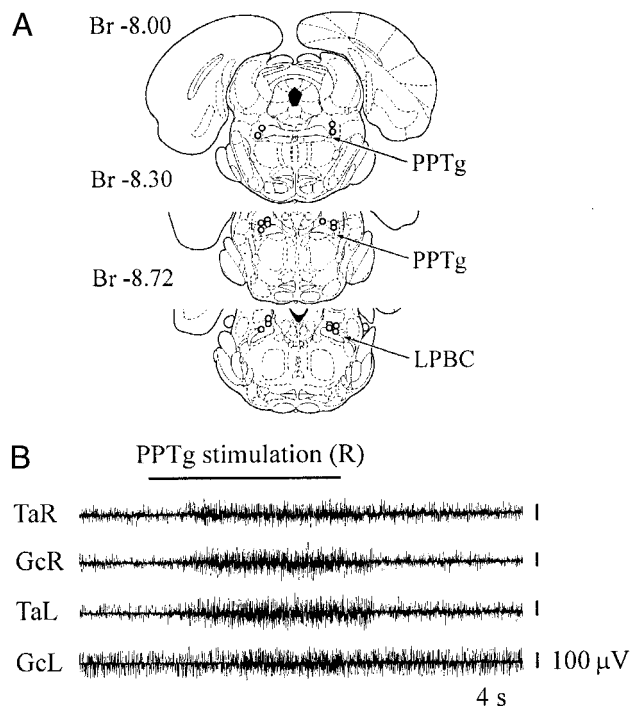 A
Br -8.00
PPTg
Br -8.30
PPTg
Br -8.72
LPBC
B
PPTg stimulation (R)
TaR
GcR
TaL
GcL
100 μV
4 s